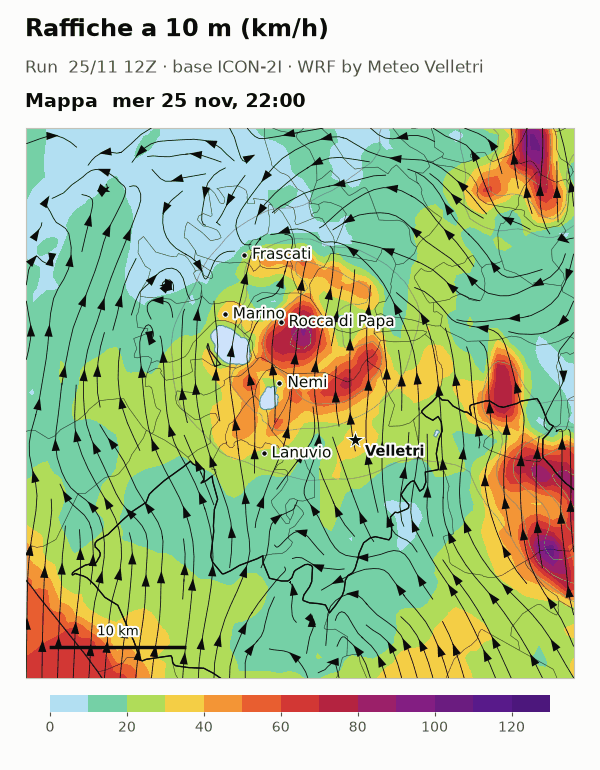 Raffiche a 10 m (km/h)
Run 25/11 12Z · base ICON-2I · WRF by Meteo Velletri
Mappa mer 25 nov, 22:00
Frascati
Marino
Rocca di Papa
Nemi
Velletri
Lanuvio
10 km
0 20 40 60 80 100 120